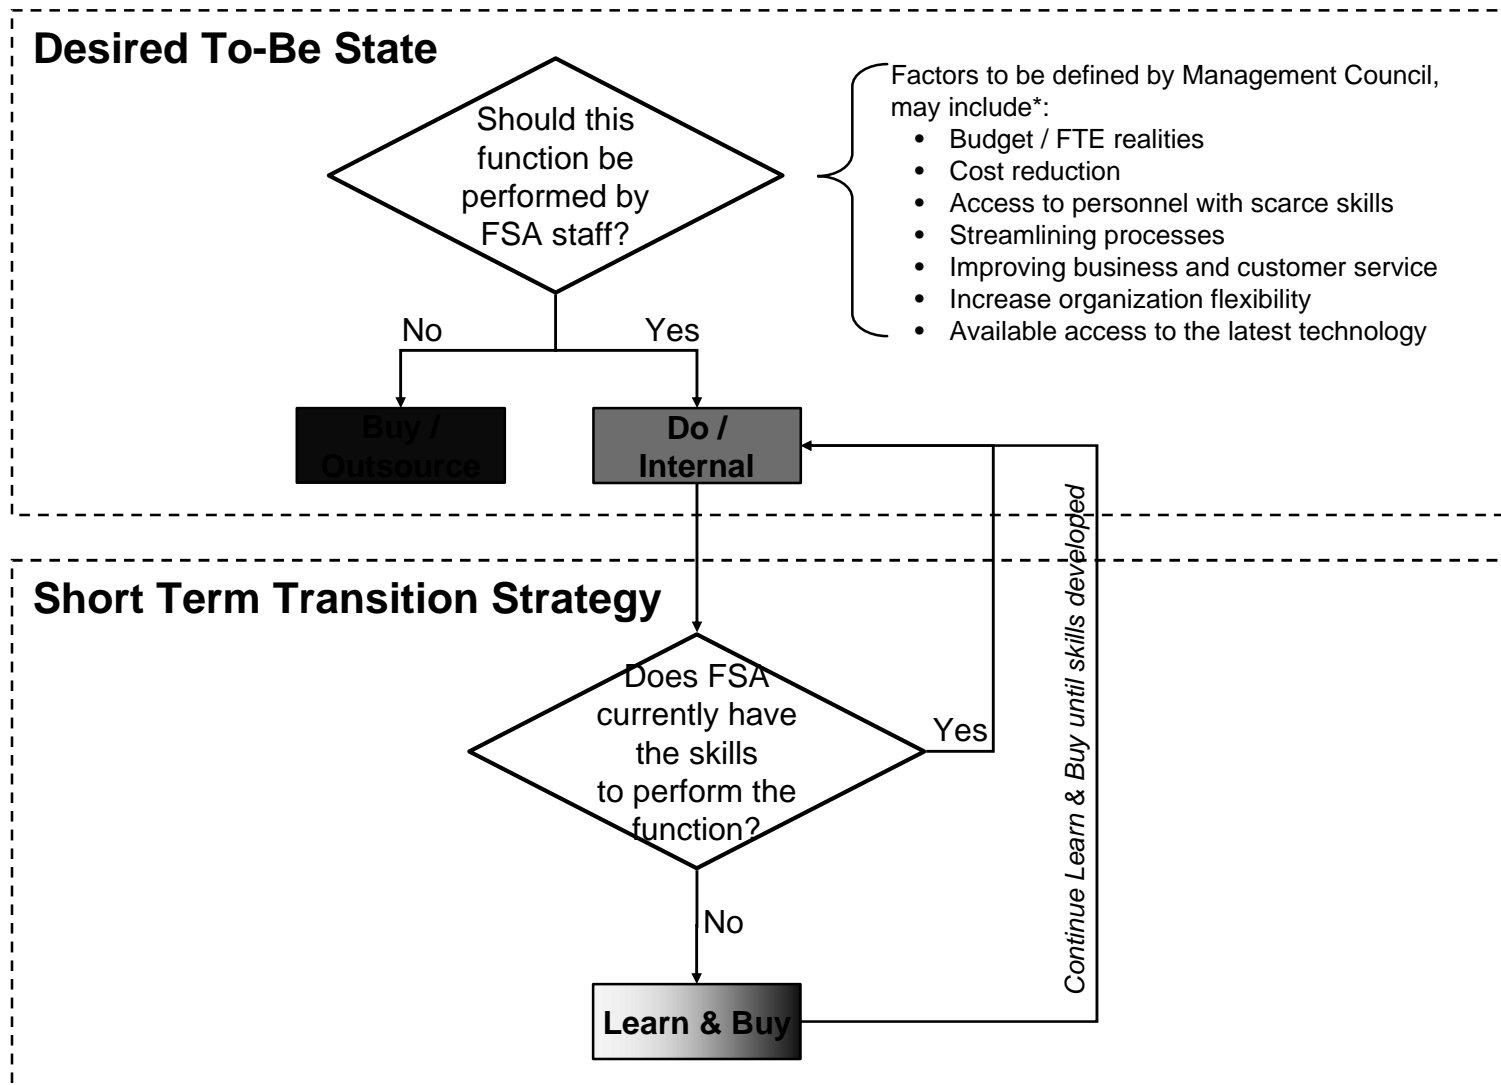 Desired To-Be State
Should this
function be
performed by
FSA staff?
Factors to be defined by Management Council,
may include*:
• Budget / FTE realities
• Cost reduction
• Access to personnel with scarce skills
• Streamlining processes
• Improving business and customer service
• Increase organization flexibility
• Available access to the latest technology
No
Yes
Buy /
Outsource
Do /
Internal
Short Term Transition Strategy
Does FSA
currently have
the skills
to perform the
function?
Yes
No
Learn & Buy
Continue Learn & Buy until skills developed